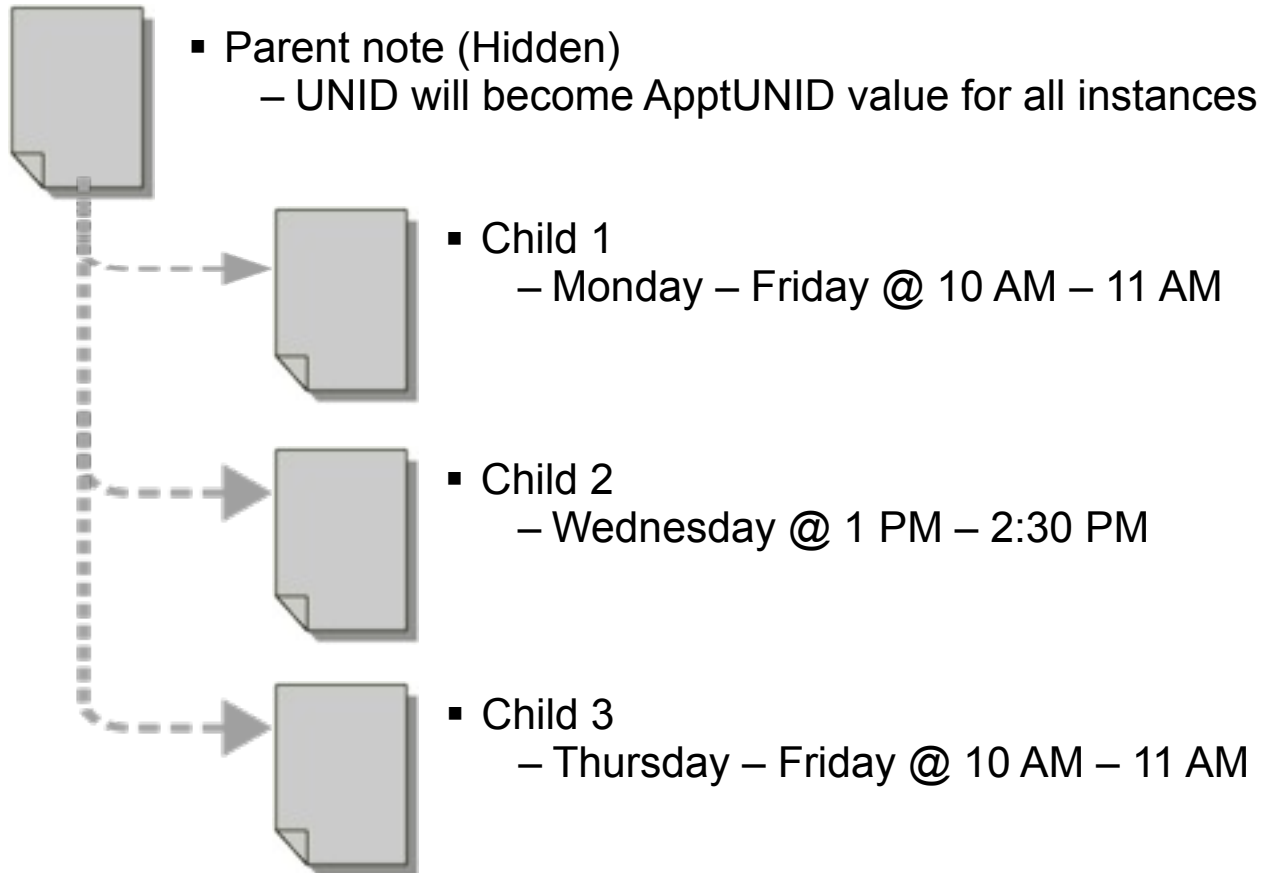 ▪ Parent note (Hidden)
– UNID will become ApptUNID value for all instances
▪ Child 1
– Monday – Friday @ 10 AM – 11 AM
▪ Child 2
– Wednesday @ 1 PM – 2:30 PM
▪ Child 3
– Thursday – Friday @ 10 AM – 11 AM